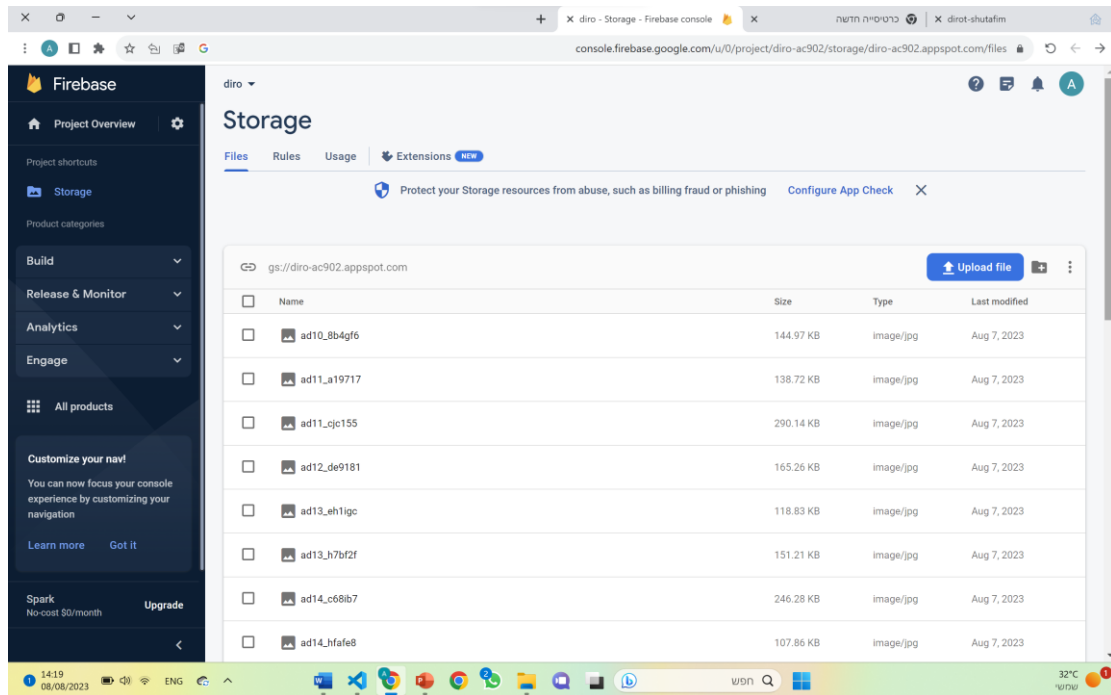 diro - Storage - Firebase console
כרטיסייה חדשה
dirot-shutafim
console.firebase.google.com/u/0/project/diro-ac902/storage/diro-ac902.appspot.com/files
A
Firebase
Project Overview
Project shortcuts
Storage
Product categories
Build
Release & Monitor
Analytics
Engage
All products
Customize your nav!
You can now focus your console
experience by customizing your
navigation
Learn more Got it
Spark
No-cost $0/month
Upgrade
diro
A
Storage
Files Rules Usage Extensions NEW
Protect your Storage resources from abuse, such as billing fraud or phishing Configure App Check
gs://diro-ac902.appspot.com Upload file
Name Size Type Last modified
ad10_8b4gf6 144.97 KB image/jpg Aug 7, 2023
ad11_a19717 138.72 KB image/jpg Aug 7, 2023
ad11_cjc155 290.14 KB image/jpg Aug 7, 2023
ad12_de9181 165.26 KB image/jpg Aug 7, 2023
ad13_eh1igc 118.83 KB image/jpg Aug 7, 2023
ad13_h7bf2f 151.21 KB image/jpg Aug 7, 2023
ad14_c68ib7 246.28 KB image/jpg Aug 7, 2023
ad14_hfafe8 107.86 KB image/jpg Aug 7, 2023
1
14:19
08/08/2023
ENG
2
חפש
32°C
שמשי